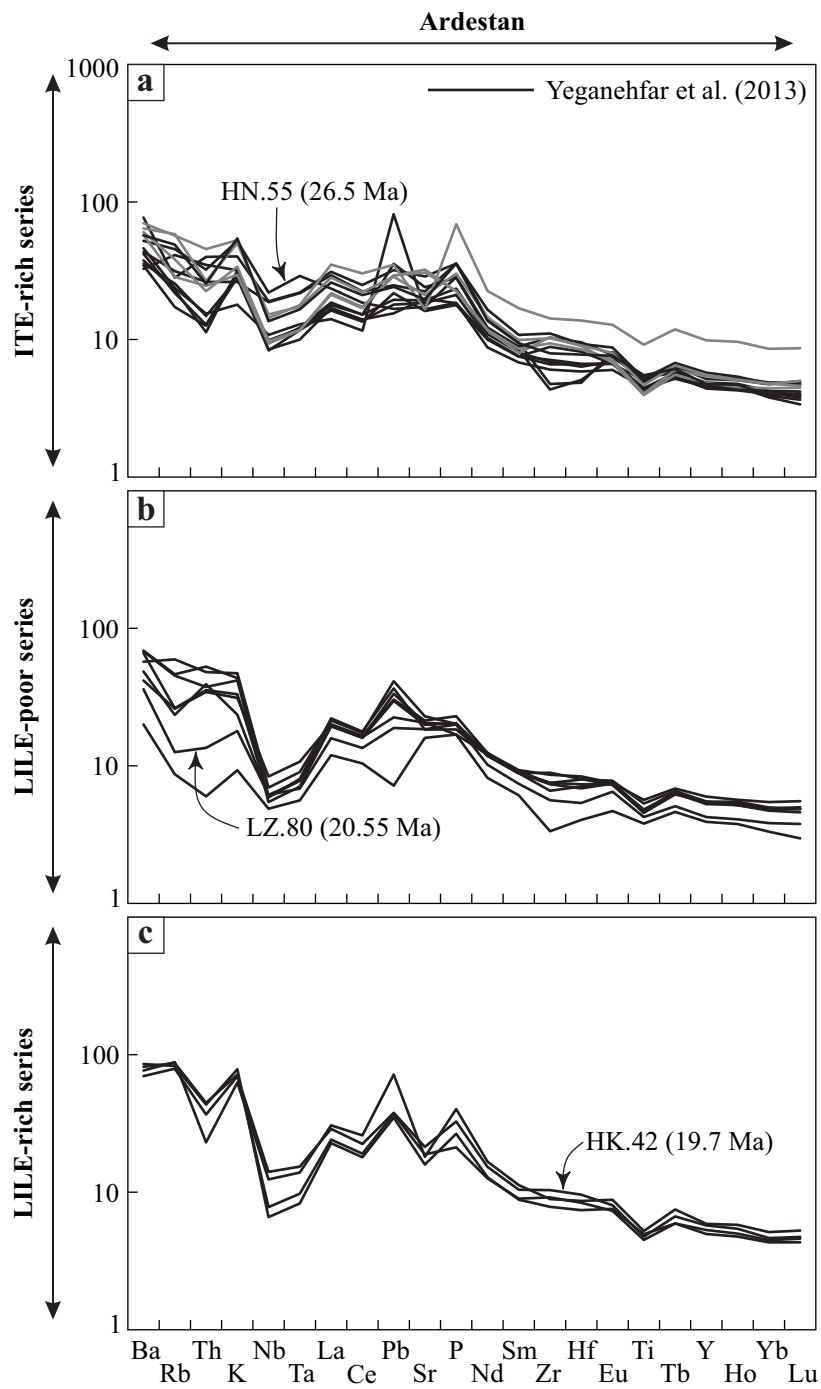 Ardestan
a
1000
100
10
1
ITE-rich series
Yeganehfar et al. (2013)
HN.55 (26.5 Ma)
b
100
10
1
LILE-poor series
LZ.80 (20.55 Ma)
c
100
10
1
LILE-rich series
HK.42 (19.7 Ma)
Ba Th Nb La Pb P Sm Hf Ti Y Yb
Rb K Ta Ce Sr Nd Zr Eu Tb Ho Lu